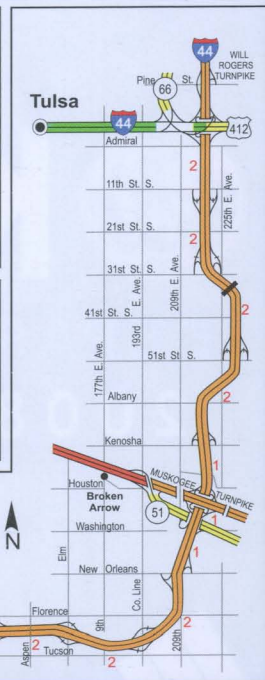 44
WILL
ROGERS
TURNPIKE
Pine St.
66
Tulsa
44
412
Admiral
2
11th St. S.
225th E. Ave.
21st St. S.
2
31st St. S.
209th E. Ave.
193rd E. Ave.
41st St. S.
2
177th E. Ave.
51st St. S.
Albany
2
Kenosha
MUSKOGEE TURNPIKE
1
Houston
Broken
Arrow
51
1
Washington
N
1
Elm
New Orleans
Co. Line
Florence
9th
209th
2
Aspen
2
Tucson
2